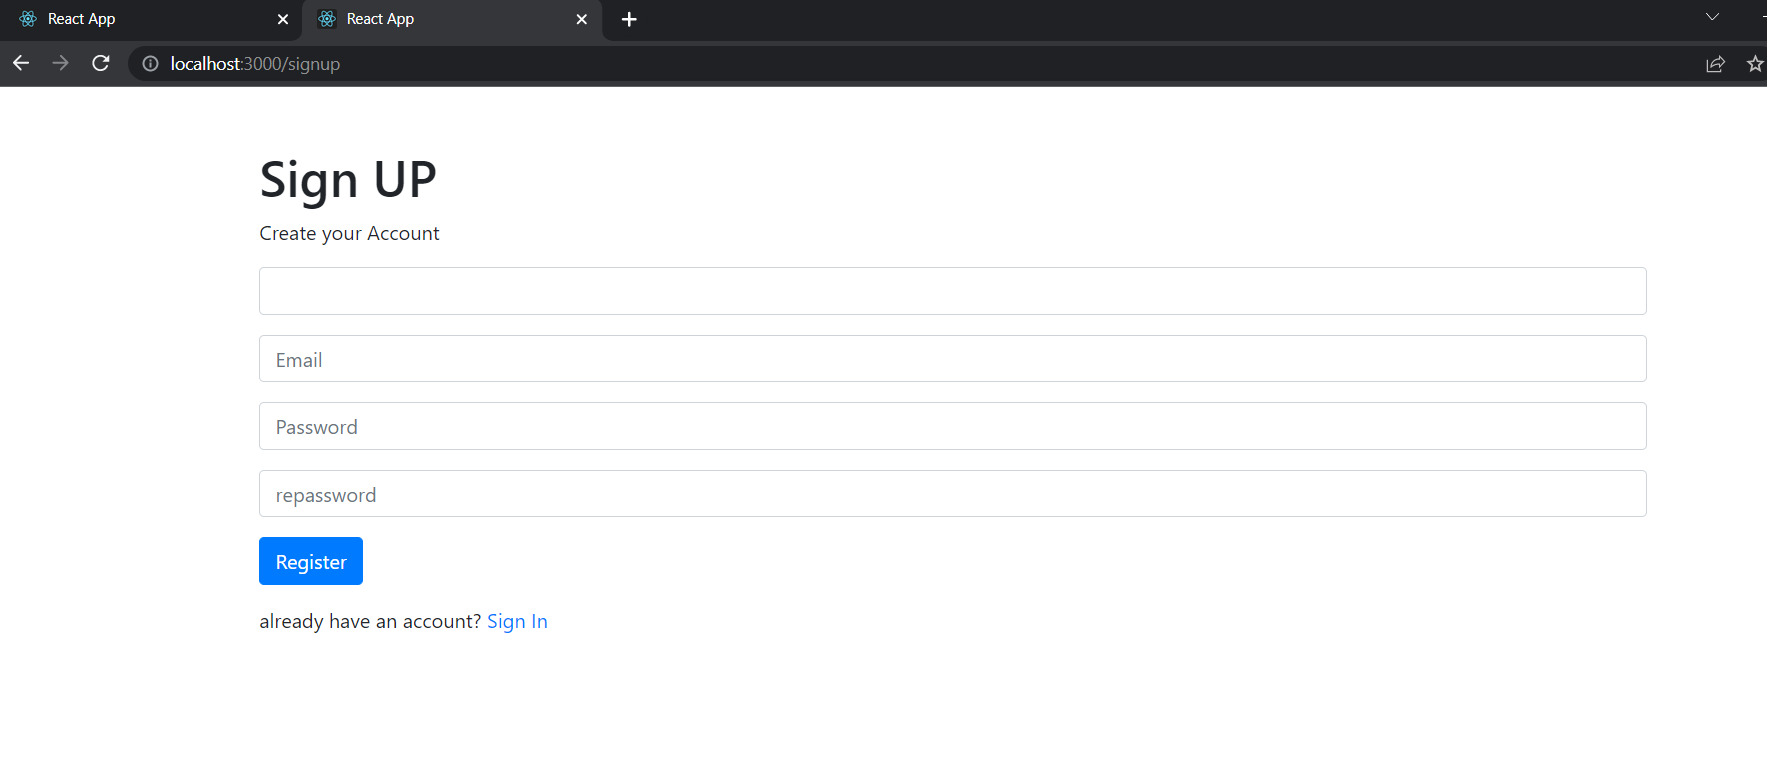 React App
React App
localhost:3000/signup
Sign UP
Create your Account
Email
Password
repassword
Register
already have an account? Sign In